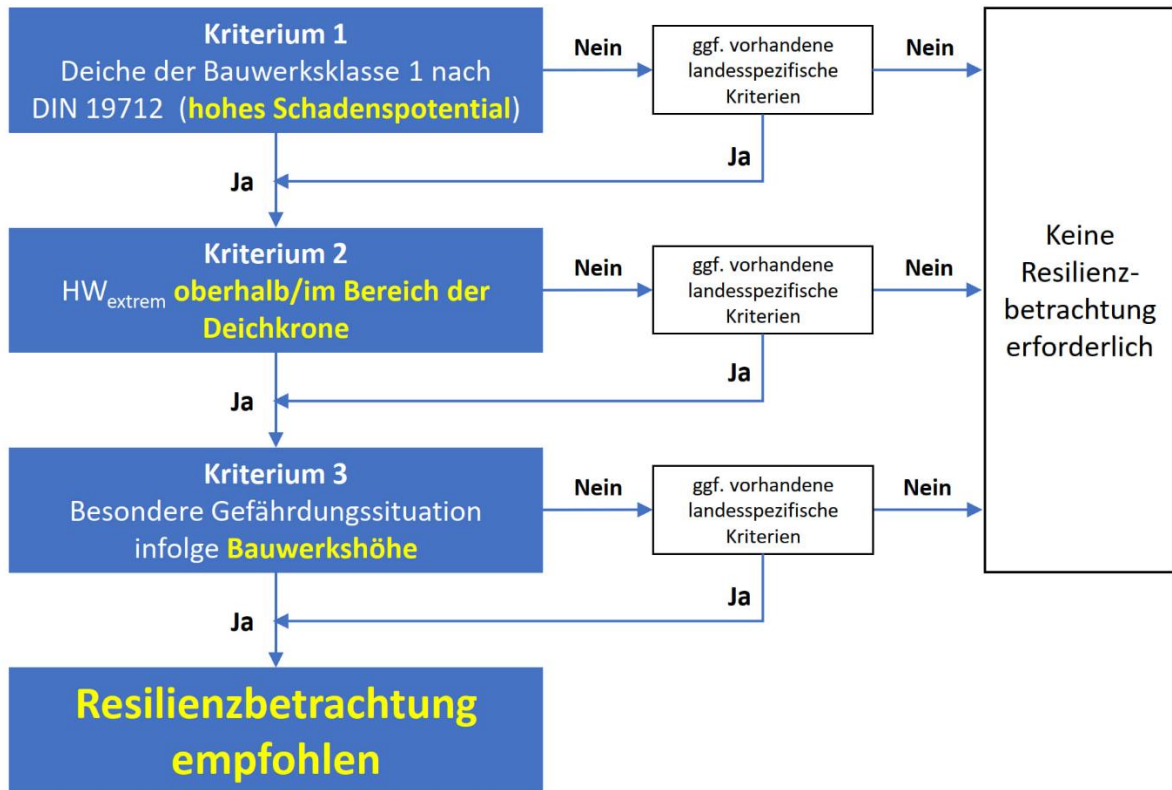 Kriterium 1
Deiche der Bauwerksklasse 1 nach
DIN 19712 (hohes Schadenspotential)
Nein
ggf. vorhandene
landesspezifische
Kriterien
Nein
Ja
Ja
Kriterium 2
HWextrem oberhalb/im Bereich der
Deichkrone
Nein
ggf. vorhandene
landesspezifische
Kriterien
Nein
Ja
Ja
Kriterium 3
Besondere Gefährdungssituation
infolge Bauwerkshöhe
Nein
ggf. vorhandene
landesspezifische
Kriterien
Nein
Ja
Ja
Resilienzbetrachtung
empfohlen
Keine
Resilienz-
betrachtung
erforderlich